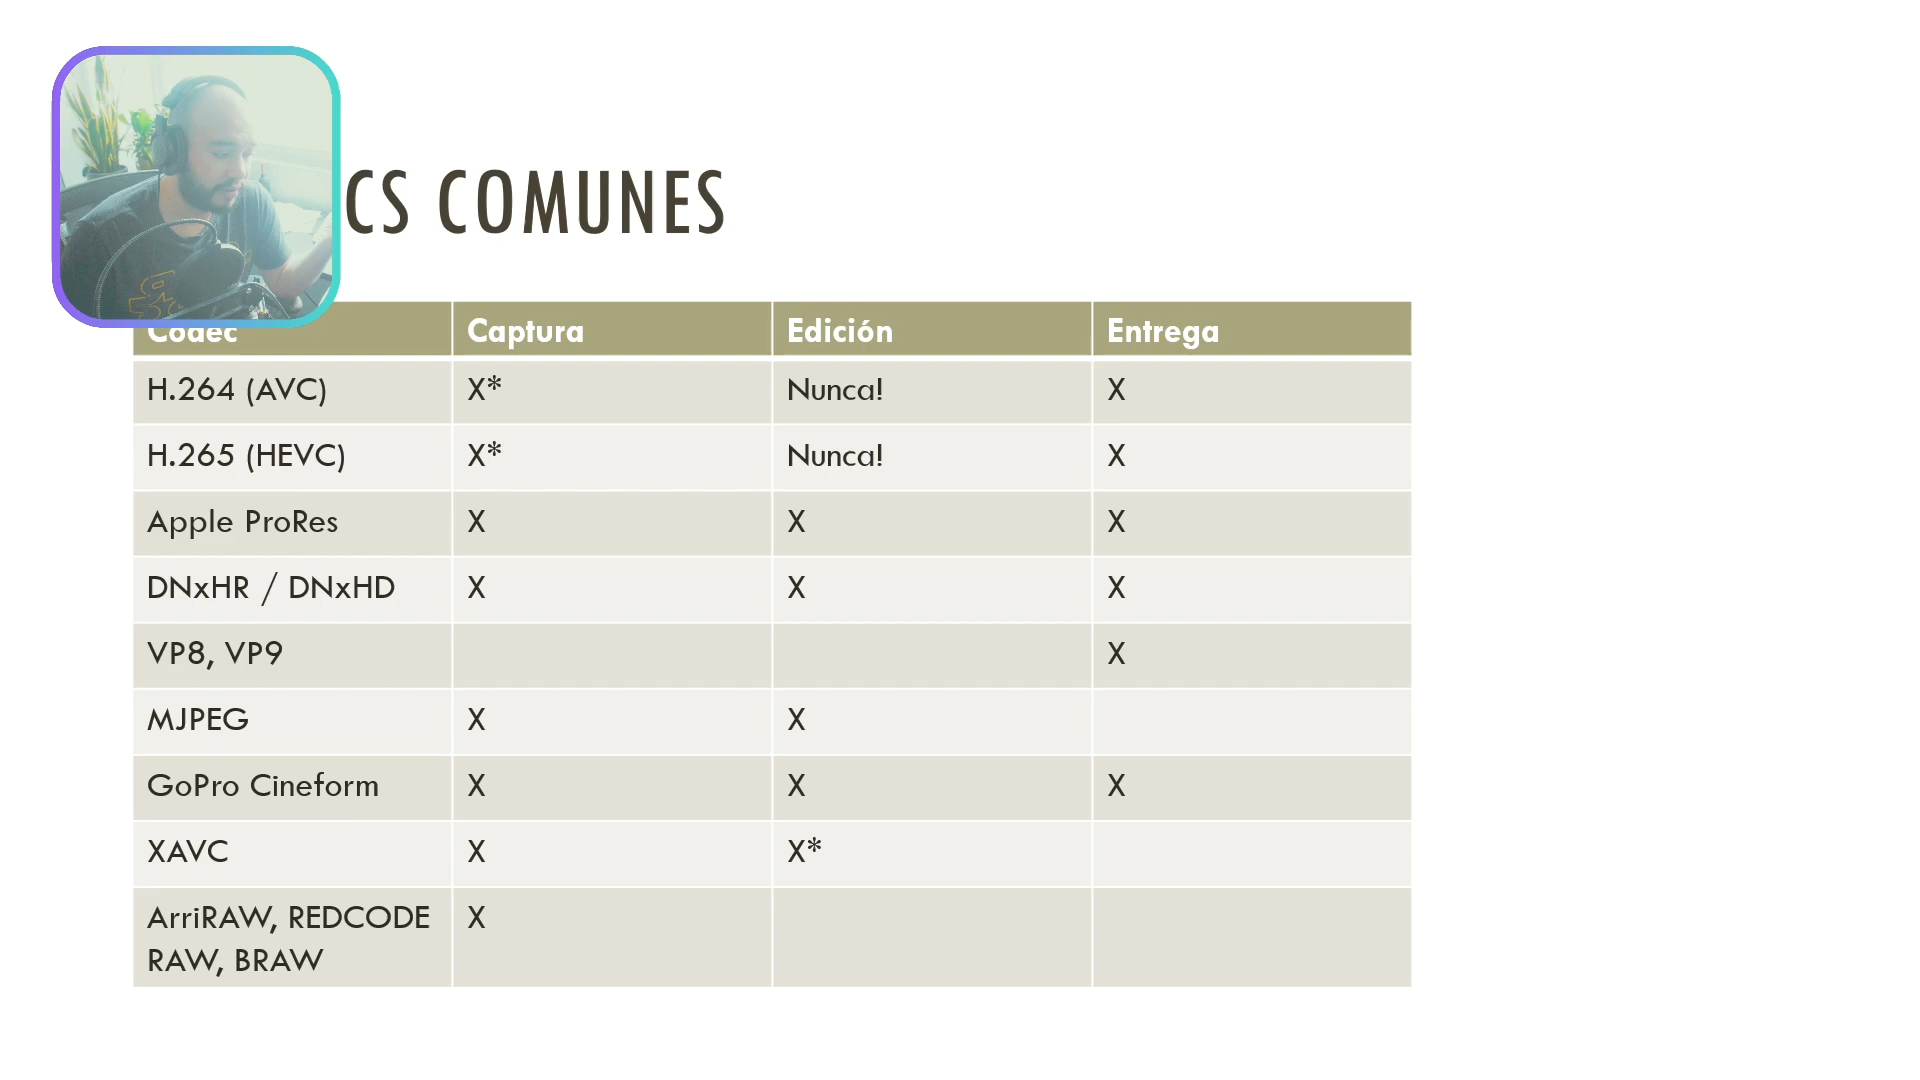 CS COMUNES
Codec Captura Edición Entrega
H.264 (AVC) X* Nunca! X
H.265 (HEVC) X* Nunca! X
Apple ProRes X X X
DNxHR / DNxHD X X X
VP8, VP9 X
MJPEG X X
GoPro Cineform X X X
XAVC X X*
ArriRAW, REDCODE X
RAW, BRAW